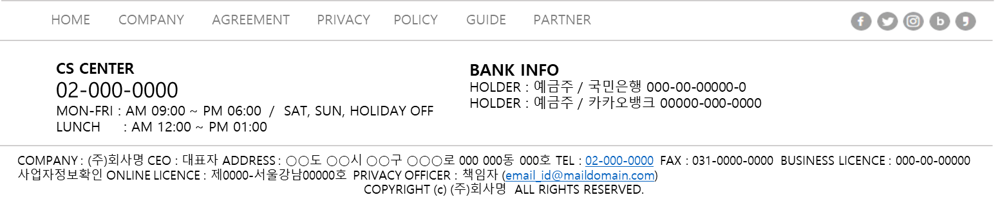 HOME COMPANY AGREEMENT PRIVACY POLICY GUIDE PARTNER
CS CENTER
02-000-0000
MON-FRI : AM 09:00 ~ PM 06:00 / SAT, SUN, HOLIDAY OFF
LUNCH : AM 12:00 ~ PM 01:00
BANK INFO
HOLDER : 예금주 / 국민은행 000-00-00000-0
HOLDER : 예금주 / 카카오뱅크 00000-000-0000
COMPANY : (주)회사명 CEO : 대표자 ADDRESS : ○○도 ○○시 ○○구 ○○○로 000 000동 000호 TEL : 02-000-0000 FAX : 031-0000-0000 BUSINESS LICENCE : 000-00-00000
사업자정보확인 ONLINE LICENCE : 제0000-서울강남00000호 PRIVACY OFFICER : 책임자 (email_id@maildomain.com)
COPYRIGHT (c) (주)회사명 ALL RIGHTS RESERVED.